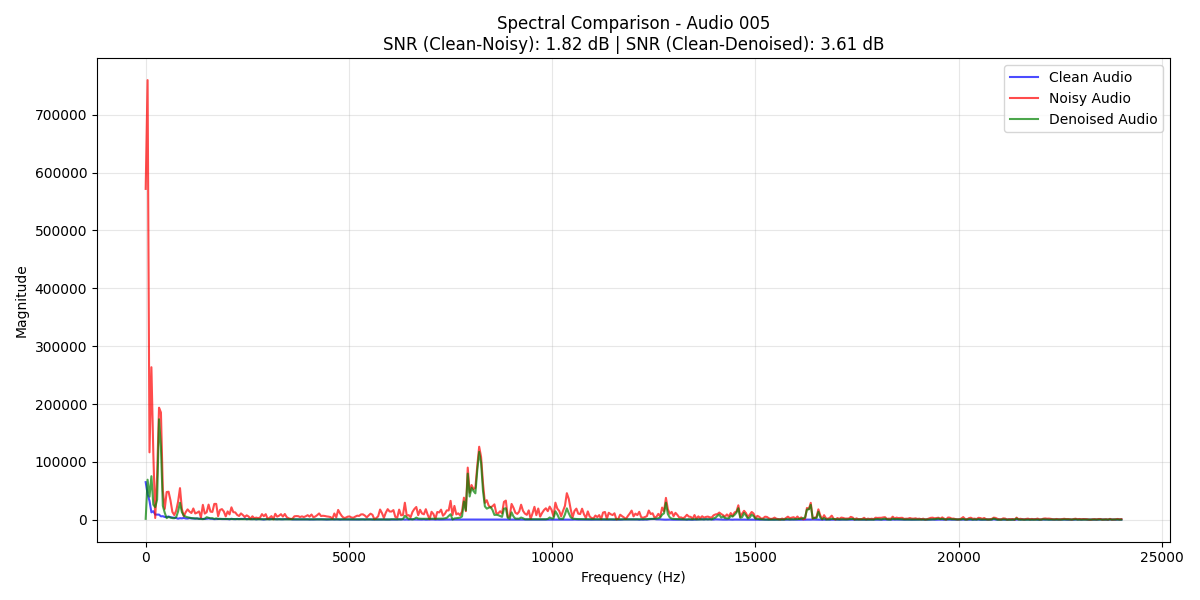 Spectral Comparison - Audio 005
SNR (Clean-Noisy): 1.82 dB | SNR (Clean-Denoised): 3.61 dB
Clean Audio
Noisy Audio
Denoised Audio
Magnitude
700000
600000
500000
400000
300000
200000
100000
0
0
5000
10000
15000
20000
25000
Frequency (Hz)